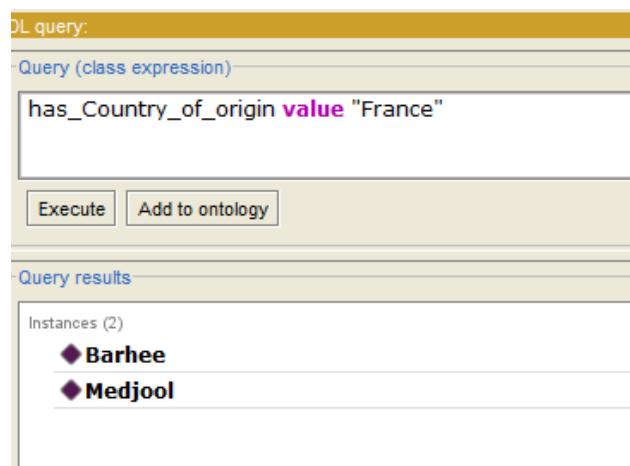 DL query:
Query (class expression)
has_Country_of_origin value "France"
Execute Add to ontology
Query results
Instances (2)
Barhee
Medjool